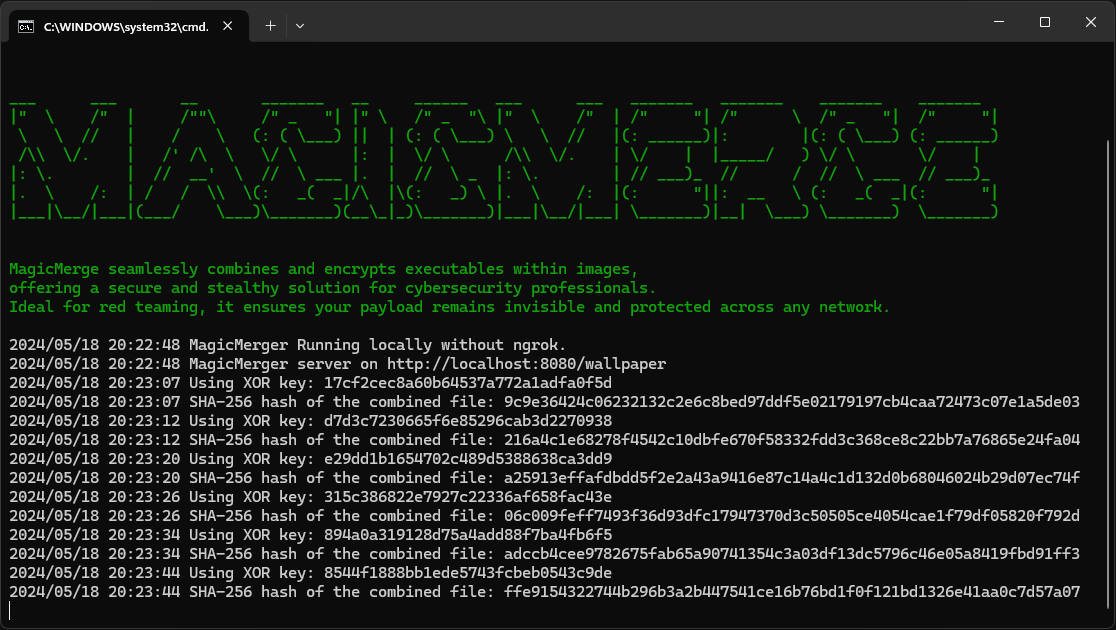 C:\WINDOWS\system32\cmd.
MAGICMERGE
MagicMerge seamlessly combines and encrypts executables within images,
offering a secure and stealthy solution for cybersecurity professionals.
Ideal for red teaming, it ensures your payload remains invisible and protected across any network.
2024/05/18 20:22:48 MagicMerger Running locally without ngrok.
2024/05/18 20:22:48 MagicMerger server on http://localhost:8080/wallpaper
2024/05/18 20:23:07 Using XOR key: 17cf2cec8a60b64537a772a1adfa0f5d
2024/05/18 20:23:07 SHA-256 hash of the combined file: 9c9e36424c06232132c2e6c8bed97ddf5e02179197cb4caa72473c07e1a5de03
2024/05/18 20:23:12 Using XOR key: d7d3c7230665f6e85296cab3d2270938
2024/05/18 20:23:12 SHA-256 hash of the combined file: 216a4c1e68278f4542c10dbfe670f58332fdd3c368ce8c22bb7a76865e24fa04
2024/05/18 20:23:20 Using XOR key: e29dd1b1654702c489d5388638ca3dd9
2024/05/18 20:23:20 SHA-256 hash of the combined file: a25913effafdbdd5f2e2a43a9416e87c14a4c1d132d0b68046024b29d07ec74f
2024/05/18 20:23:26 Using XOR key: 315c386822e7927c22336af658fac43e
2024/05/18 20:23:26 SHA-256 hash of the combined file: 06c009feff7493f36d93dfc17947370d3c50505ce4054cae1f79df05820f792d
2024/05/18 20:23:34 Using XOR key: 894a0a319128d75a4add88f7ba4fb6f5
2024/05/18 20:23:34 SHA-256 hash of the combined file: adccb4cee9782675fab65a90741354c3a03df13dc5796c46e05a8419fbd91ff3
2024/05/18 20:23:44 Using XOR key: 8544f1888bb1ede5743fcbeb0543c9de
2024/05/18 20:23:44 SHA-256 hash of the combined file: ffe9154322744b296b3a2b447541ce16b76bd1f0f121bd1326e41aa0c7d57a07